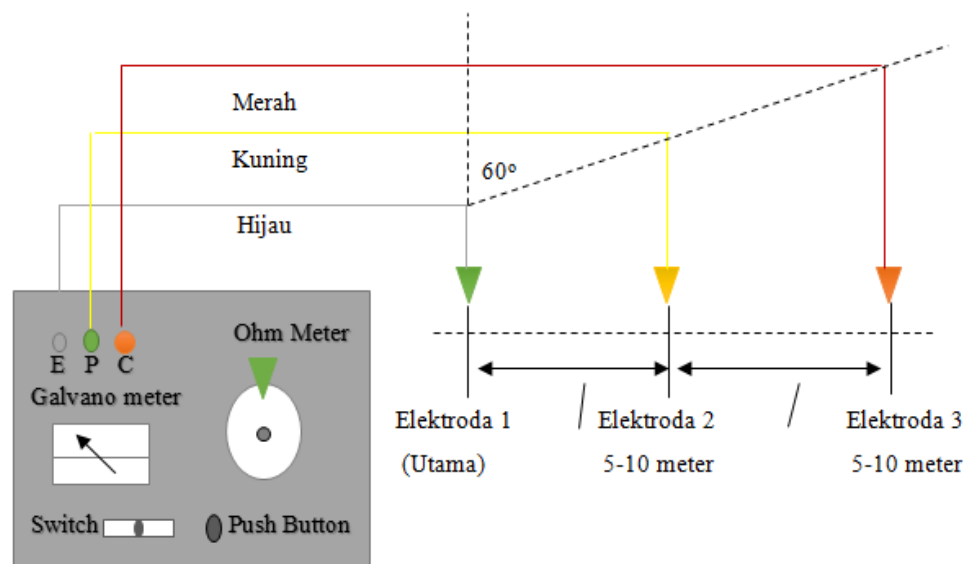 Merah
Kuning
60°
Hijau
Ohm Meter
E P C
Galvano meter
Switch
Push Button
Elektroda 1
(Utama)
Elektroda 2
5-10 meter
Elektroda 3
5-10 meter